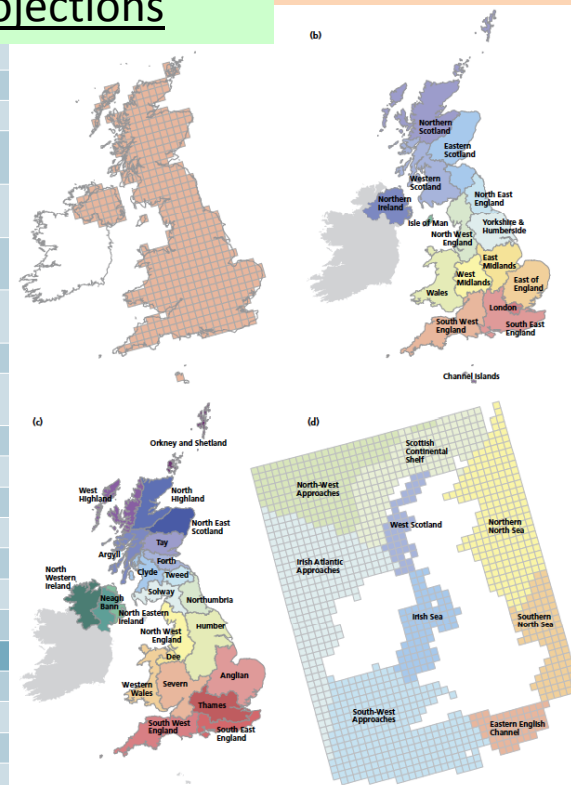 ojections
(b)
Northern
Scotland
Eastern
Scotland
Western
Scotland
Northern
Ireland
North East
England
Isle of Man
Yorkshire &
Humberside
North West
England
East
Midlands
West
Midlands
East of
England
Wales
London
South West
England
South East
England
Channel Islands
(c)
Orkney and Shetland
West
Highland
North
Highland
North East
Scotland
Tay
Argyll
Forth
Clyde
Tweed
North
Western
Ireland
Solway
Neagh
Bann
Northumbria
North Eastern
Ireland
North West
England
Humber
Dee
Anglian
Western
Wales
Severn
Thames
South West
England
South East
England
(d)
Scottish
Continental
Shelf
North-West
Approaches
West Scotland
Northern
North Sea
Irish Atlantic
Approaches
Irish Sea
Southern
North Sea
South-West
Approaches
Eastern English
Channel